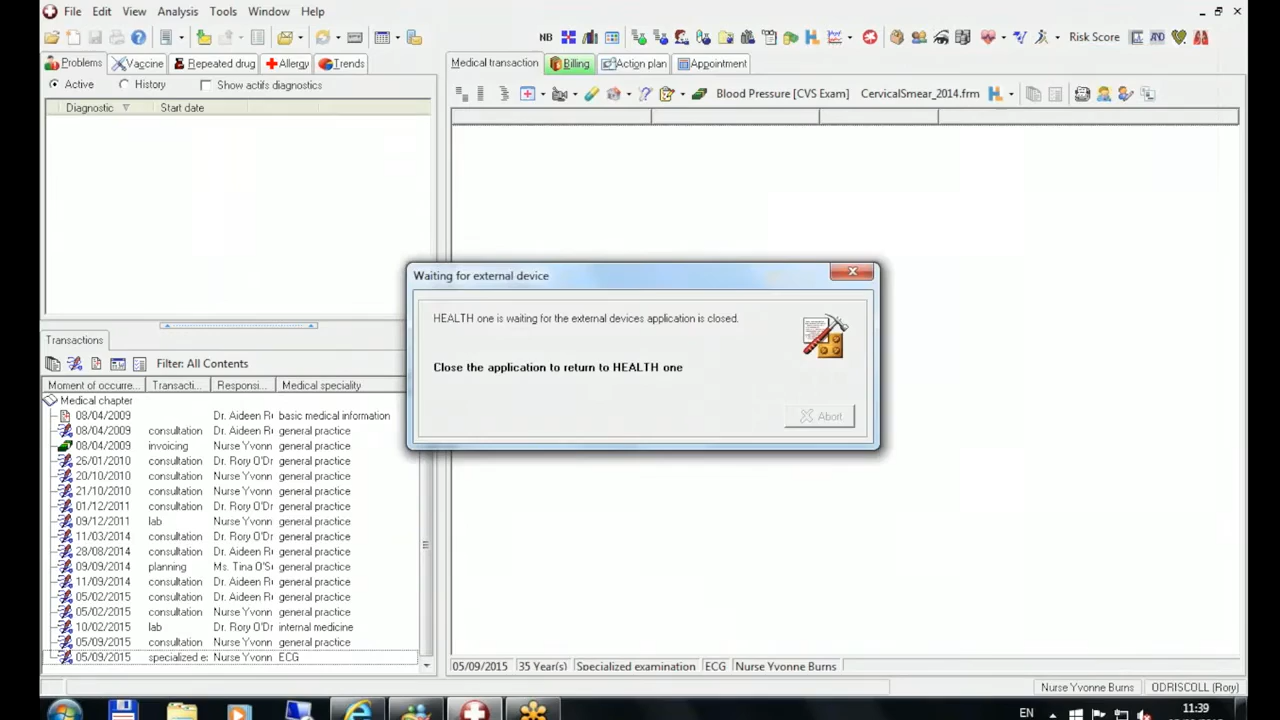 File Edit View Analysis Tools Window Help
NB Risk Score
Problems Vaccine Repeated drug Allergy Trends
Medical transaction Billing Action plan Appointment
Active History Show actifs diagnostics
Blood Pressure [CVS Exam] CervicalSmear_2014.frm
Diagnostic Start date
Waiting for external device
HEALTH one is waiting for the external devices application is closed.
Close the application to return to HEALTH one
Abort
Transactions
Filter: All Contents
Moment of occurre... Transacti... Responsi... Medical speciality
Medical chapter
08/04/2009 Dr. Aideen basic medical information
08/04/2009 consultation Dr. Aideen general practice
08/04/2009 invoicing Nurse Yvonn general practice
26/01/2010 consultation Dr. Rory O'D general practice
20/10/2010 consultation Nurse Yvonn general practice
21/10/2010 consultation Nurse Yvonn general practice
01/12/2011 consultation Dr. Rory O'D general practice
09/12/2011 lab Nurse Yvonn general practice
11/03/2014 consultation Dr. Rory O'D general practice
28/08/2014 consultation Dr. Aideen general practice
09/09/2014 planning Ms. Tina O'S general practice
11/09/2014 consultation Dr. Aideen general practice
05/02/2015 consultation Dr. Aideen general practice
05/02/2015 consultation Nurse Yvonn general practice
10/02/2015 lab Dr. Rory O'D internal medicine
05/09/2015 consultation Nurse Yvonn general practice
05/09/2015 specialized e: Nurse Yvonn ECG
05/09/2015 35 Year(s) Specialized examination ECG Nurse Yvonne Burns
Nurse Yvonne Burns ODRISCOLL (Rory)
EN 11:39